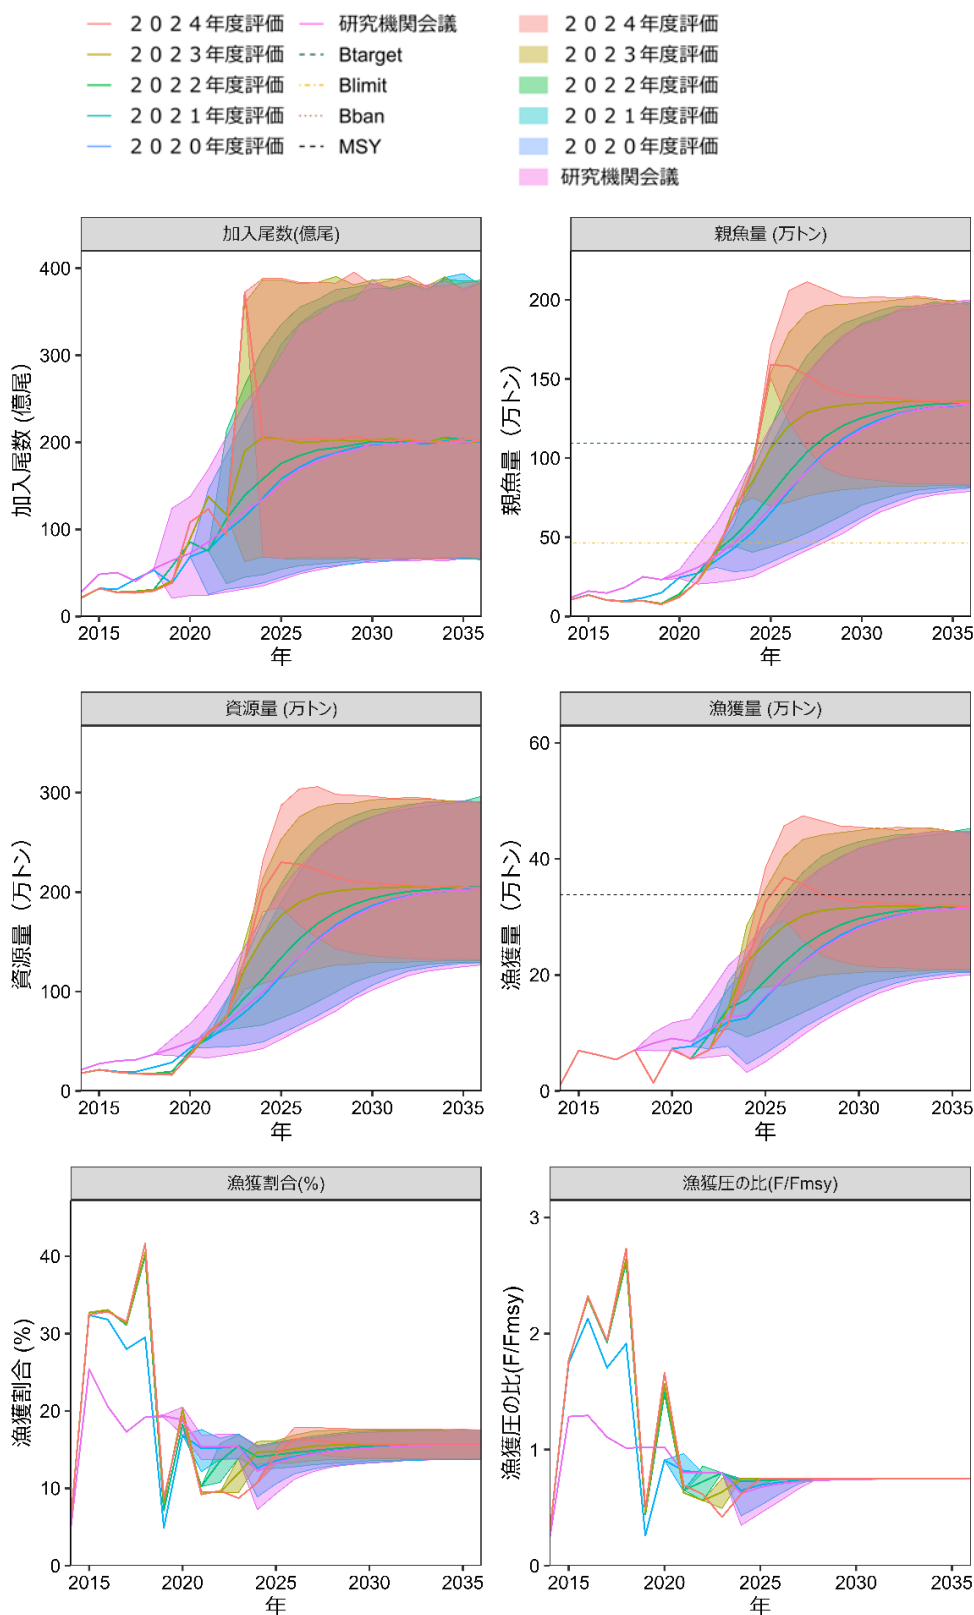 ２０２４年度評価 研究機関会議 ２０２４年度評価
２０２３年度評価 Btarget ２０２３年度評価
２０２２年度評価 Blimit ２０２２年度評価
２０２１年度評価 Bban ２０２１年度評価
２０２０年度評価 MSY ２０２０年度評価
研究機関会議
加入尾数(億尾)
加入尾数 (億尾)
400
300
200
100
0
2015 2020 2025 2030 2035
年
親魚量 (万トン)
親魚量 (万トン)
200
150
100
50
0
2015 2020 2025 2030 2035
年
資源量 (万トン)
資源量 (万トン)
300
200
100
0
2015 2020 2025 2030 2035
年
漁獲量 (万トン)
漁獲量 (万トン)
60
40
20
0
2015 2020 2025 2030 2035
年
漁獲割合(%)
漁獲割合 (%)
40
30
20
10
0
2015 2020 2025 2030 2035
年
漁獲圧の比(F/Fmsy)
漁獲圧の比(F/Fmsy)
3
2
1
0
2015 2020 2025 2030 2035
年